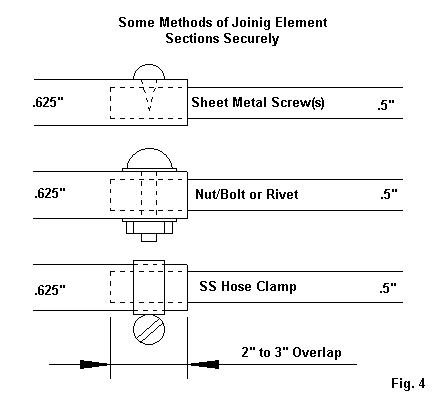 Some Methods of Joinig Element
Sections Securely
.625" Sheet Metal Screw(s) .5"
.625" Nut/Bolt or Rivet .5"
.625" SS Hose Clamp .5"
2" to 3" Overlap
Fig. 4